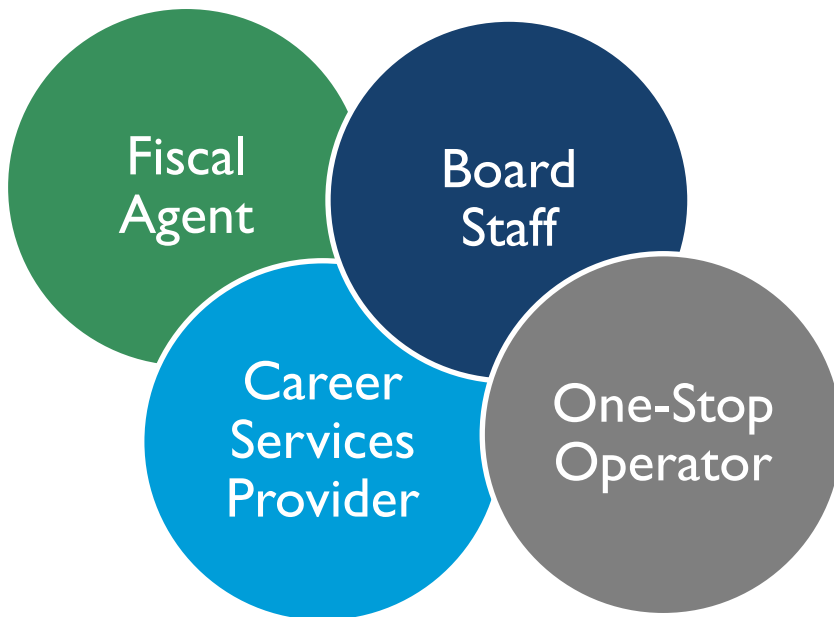 Fiscal
Agent
Board
Staff
Career
Services
Provider
One-Stop
Operator